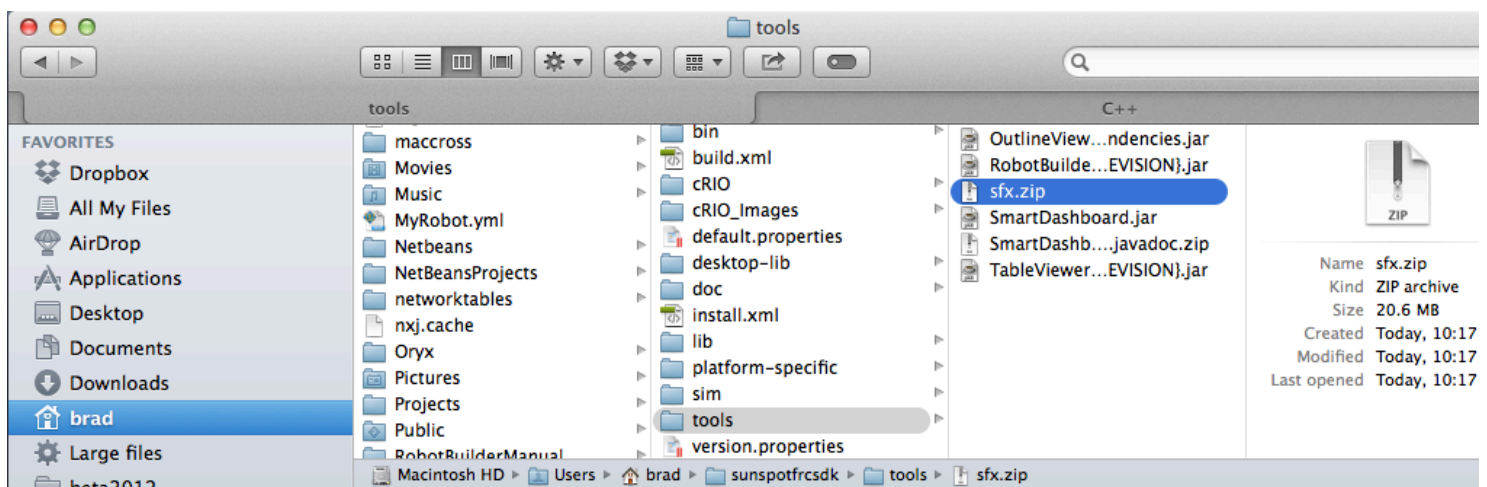 tools
tools
C++
FAVORITES
Dropbox
All My Files
AirDrop
Applications
Desktop
Documents
Downloads
brad
Large files
beta2012
maccross
Movies
Music
MyRobot.yml
Netbeans
NetBeansProjects
networktables
nxj.cache
Oryx
Pictures
Projects
Public
RobotBuilderManual
bin
build.xml
cRIO
cRIO_Images
default.properties
desktop-lib
doc
install.xml
lib
platform-specific
sim
tools
version.properties
OutlineView...ndencies.jar
RobotBuilde...EVISION}.jar
sfx.zip
SmartDashboard.jar
SmartDashb....javadoc.zip
TableViewer...EVISION}.jar
ZIP
Name sfx.zip
Kind ZIP archive
Size 20.6 MB
Created Today, 10:17
Modified Today, 10:17
Last opened Today, 10:17
Macintosh HD ▸ Users ▸ brad ▸ sunspotfrcsdk ▸ tools ▸ sfx.zip